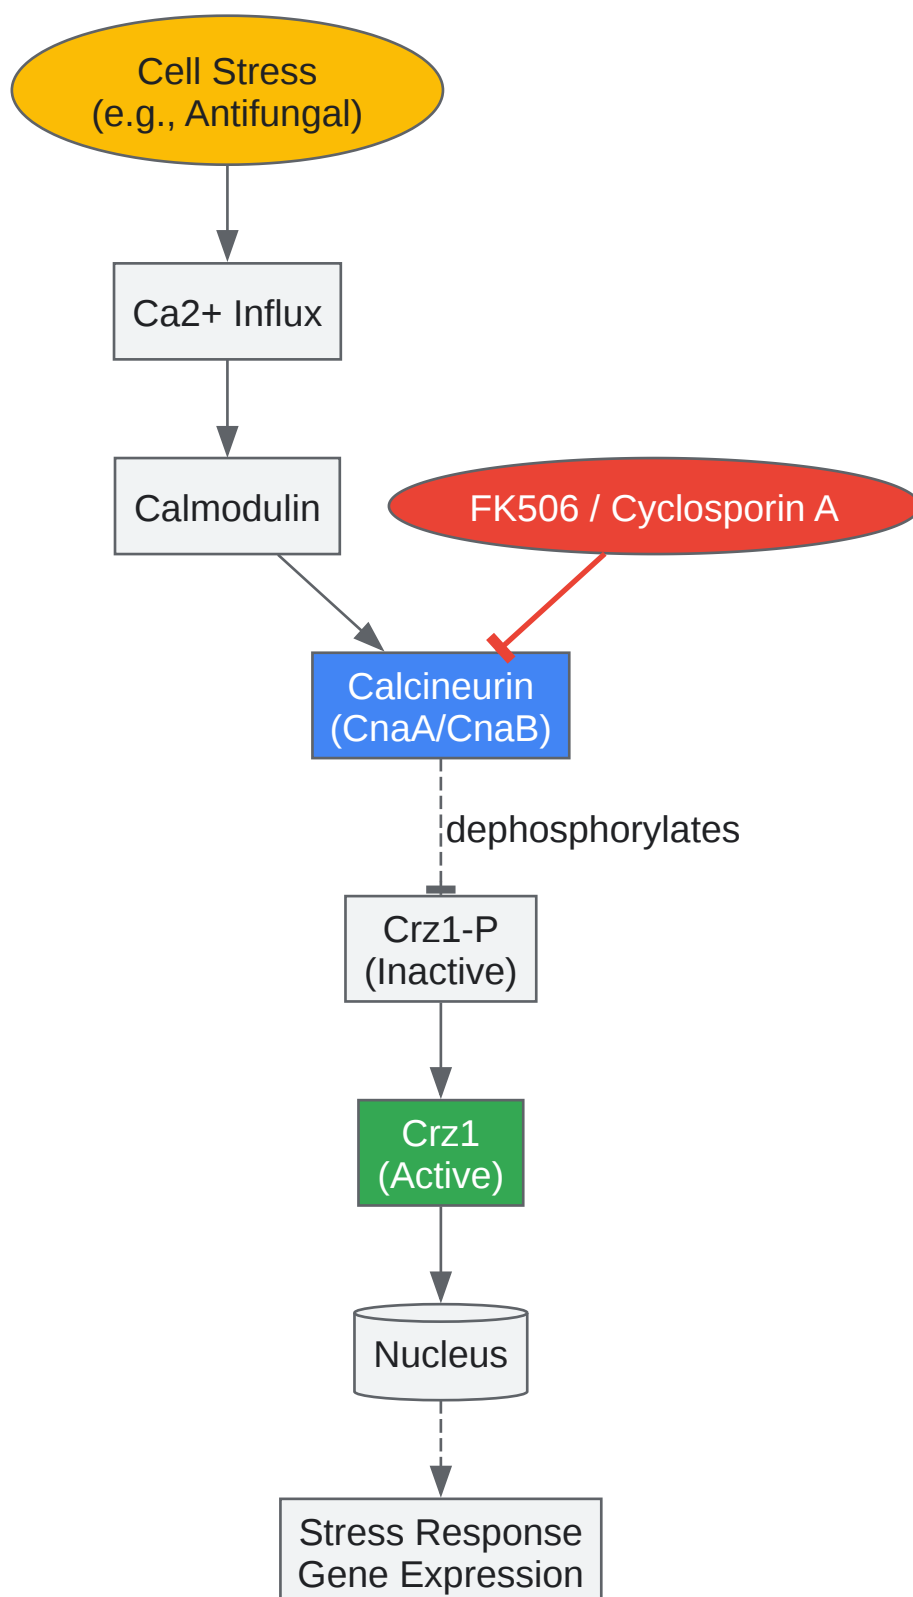 Cell Stress
(e.g., Antifungal)
Ca2+ Influx
Calmodulin
FK506 / Cyclosporin A
Calcineurin
(CnaA/CnaB)
dephosphorylates
Crz1-P
(Inactive)
Crz1
(Active)
Nucleus
Stress Response
Gene Expression